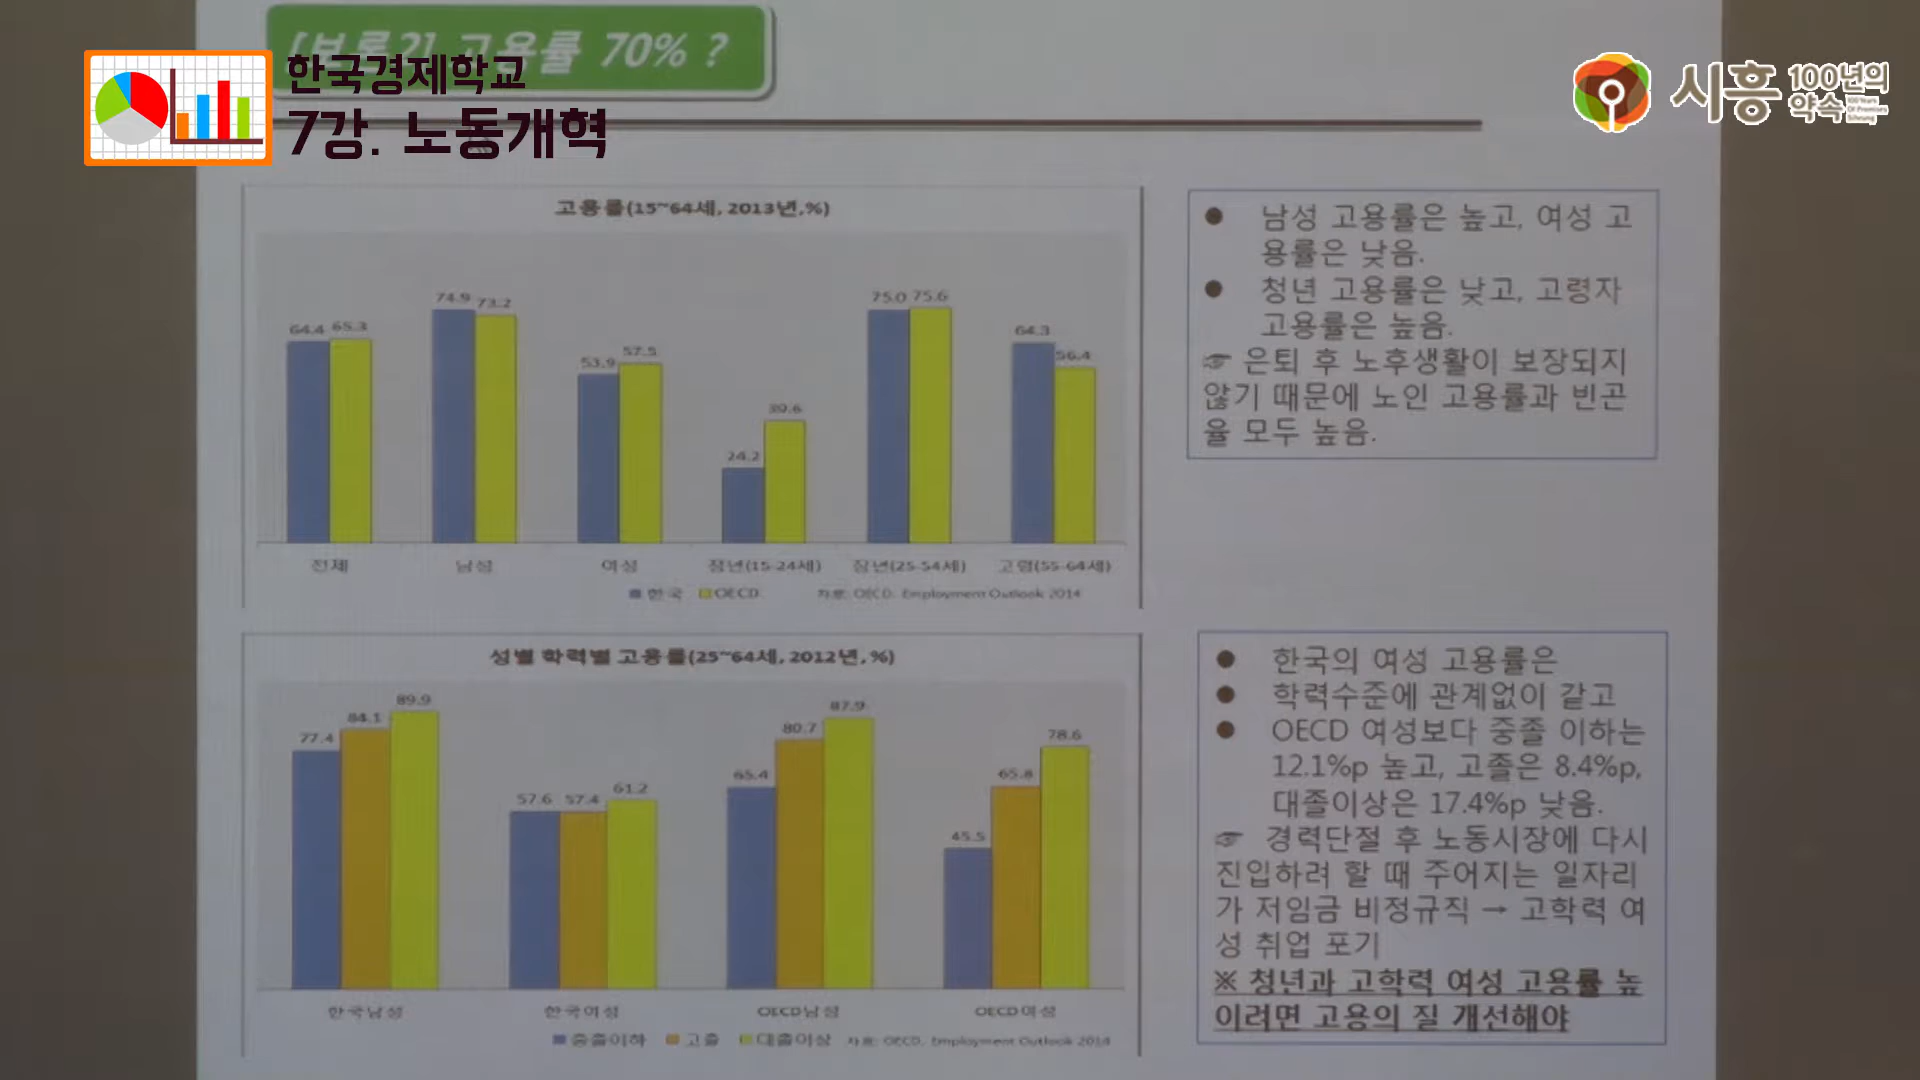 고용률 70% ?
한국경제학교
7강. 노동개혁
시흥 100년의 약속
고용률(15~64세, 2013년,%)
64.4 65.3 74.9 73.2 53.9 57.5 24.2 39.6 75.0 75.6 64.3 56.4
전체 남성 여성 청년(15-24세) 장년(25-54세) 고령(55-64세)
한국 OECD 자료: OECD. Employment Outlook 2014
● 남성 고용률은 높고, 여성 고
용률은 낮음.
● 청년 고용률은 낮고, 고령자
고용률은 높음.
☞ 은퇴 후 노후생활이 보장되지
않기 때문에 노인 고용률과 빈곤
율 모두 높음.
성별 학력별 고용률(25~64세, 2012년,%)
77.4 84.1 89.9 57.6 57.4 61.2 65.4 80.7 87.9 45.5 65.8 78.6
한국남성 한국여성 OECD남성 OECD여성
중졸이하 고졸 대졸이상 자료: OECD. Employment Outlook 2014
● 한국의 여성 고용률은
● 학력수준에 관계없이 같고
● OECD 여성보다 중졸 이하는
12.1%p 높고, 고졸은 8.4%p,
대졸이상은 17.4%p 낮음.
☞ 경력단절 후 노동시장에 다시
진입하려 할 때 주어지는 일자리
가 저임금 비정규직 → 고학력 여
성 취업 포기
※ 청년과 고학력 여성 고용률 높
이려면 고용의 질 개선해야